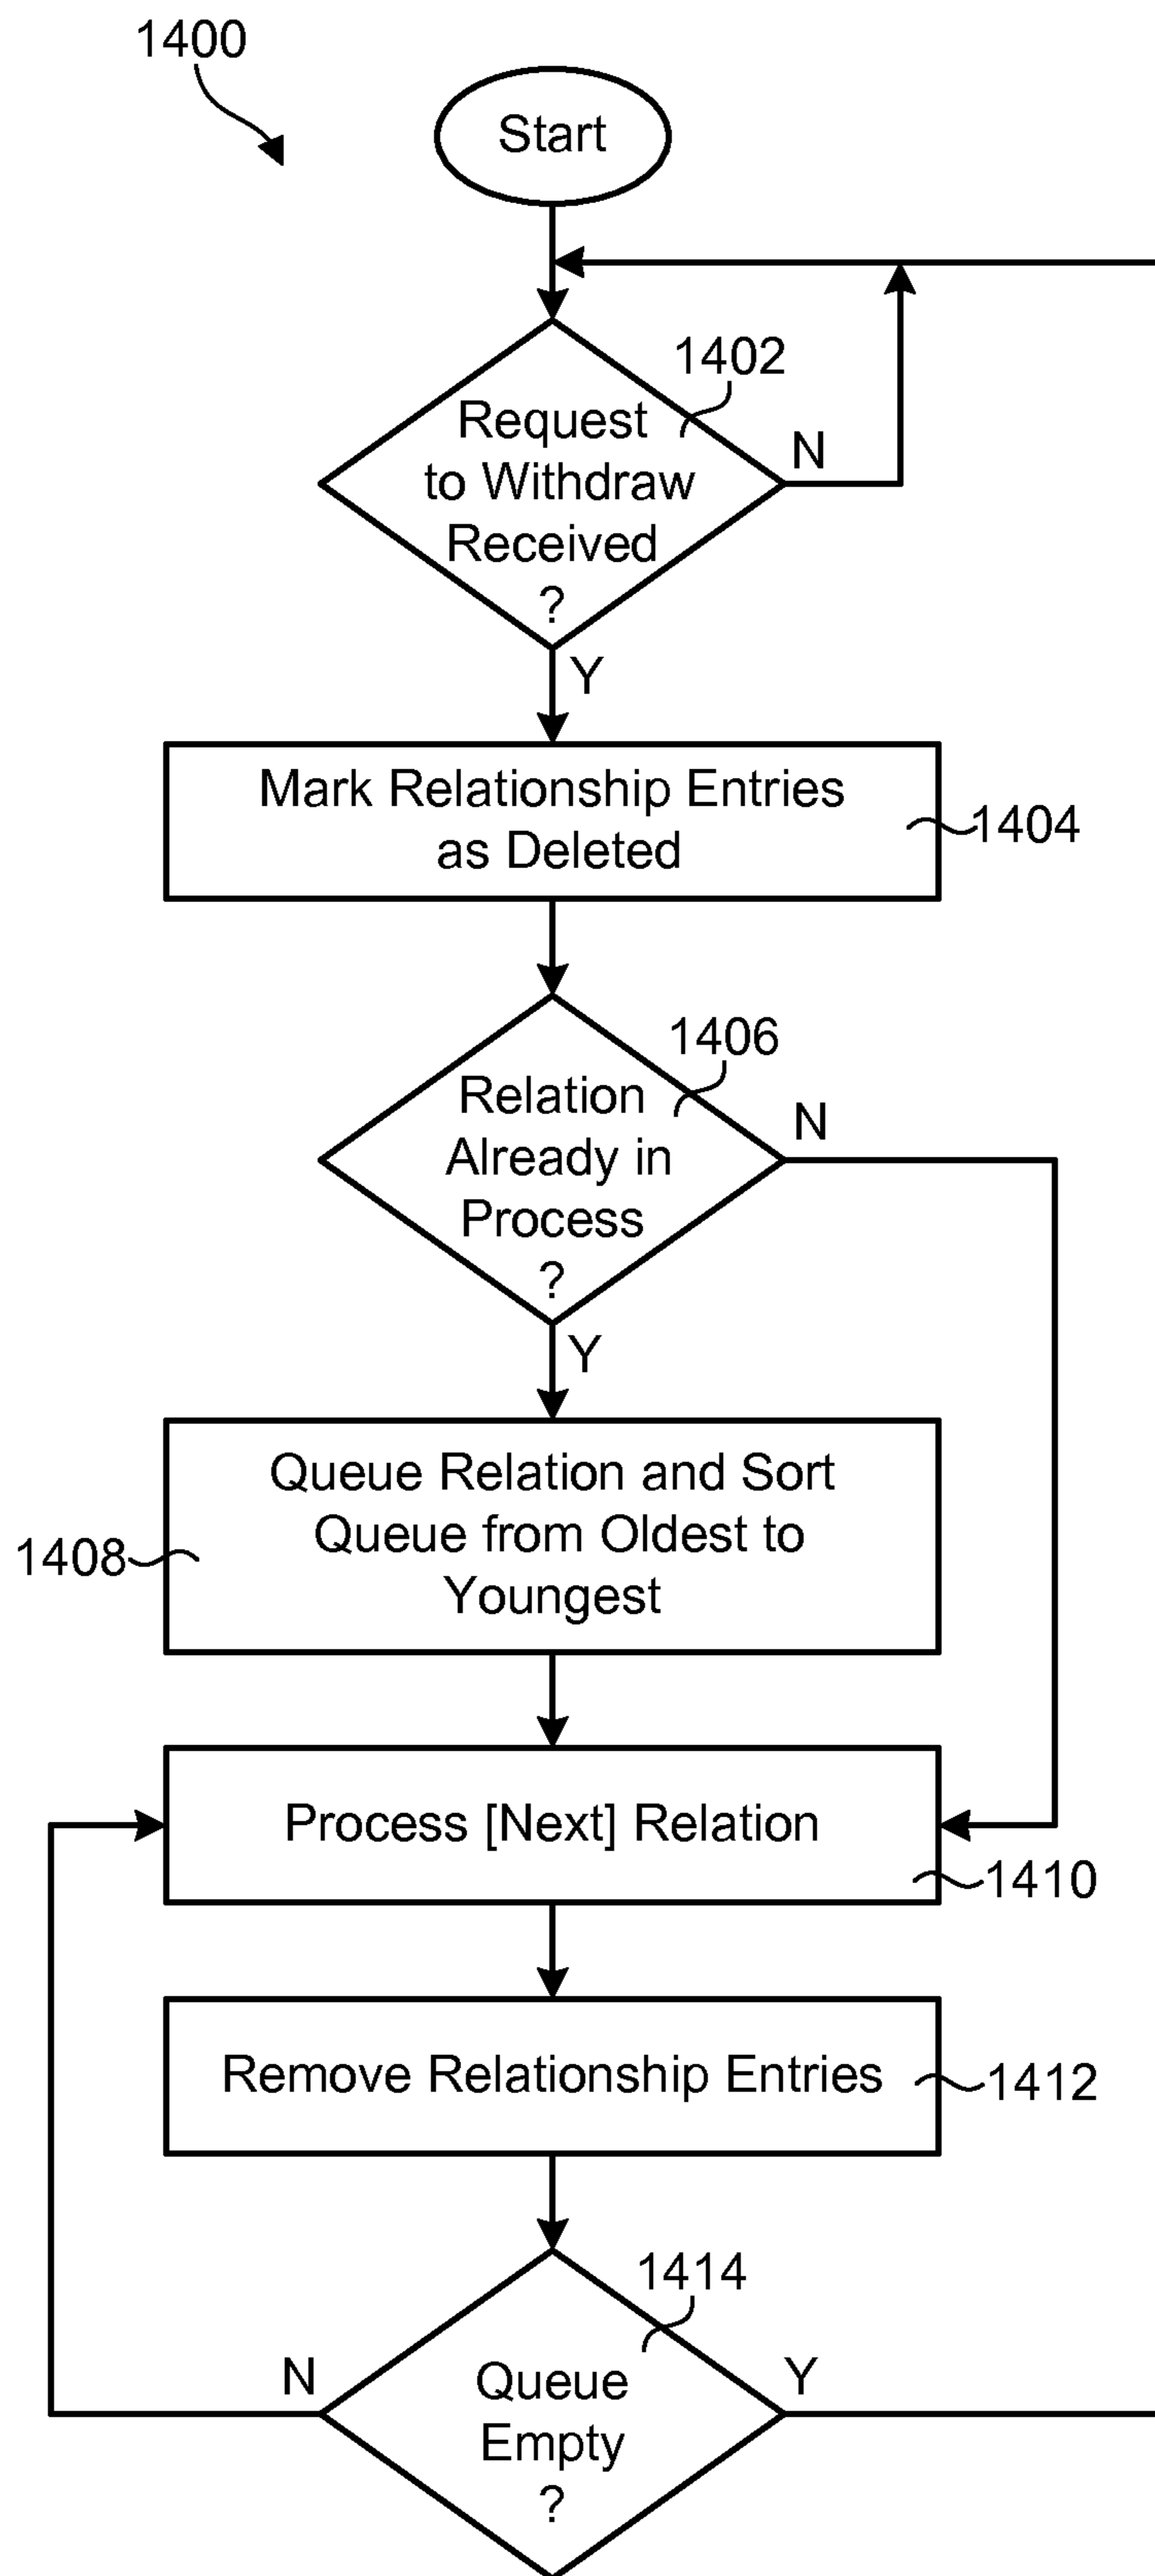 1400
Start
1402
Request
to Withdraw
Received
?
N
Y
Mark Relationship Entries
as Deleted
1404
1406
Relation
Already in
Process
?
N
Y
Queue Relation and Sort
Queue from Oldest to
Youngest
1408
Process [Next] Relation
1410
Remove Relationship Entries
1412
1414
Queue
Empty
?
N
Y